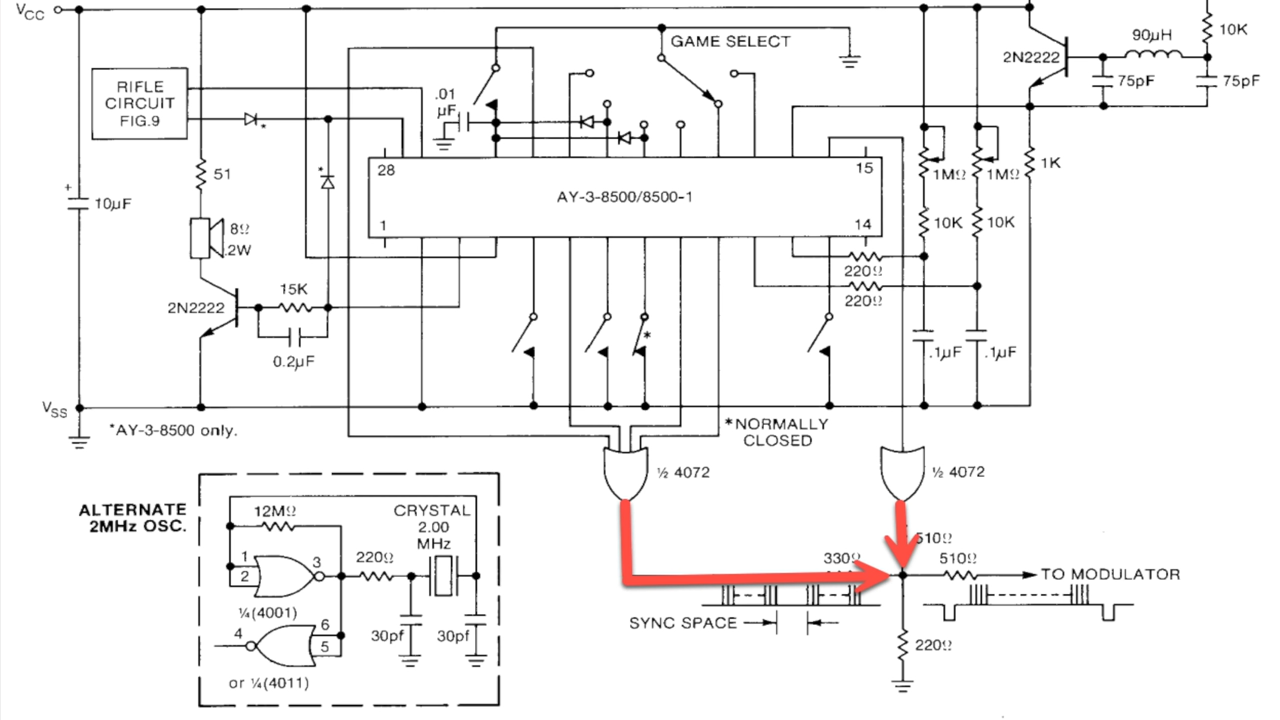 VCC
GAME SELECT
90µH
10K
2N2222
75pF
75pF
RIFLE
CIRCUIT
FIG.9
*
.01
µF
*
28
15
1MΩ
1MΩ
1K
51
+
10µF
AY-3-8500/8500-1
8Ω
.2W
1
14
10K
10K
220Ω
220Ω
15K
2N2222
0.2µF
*
.1µF
.1µF
VSS
*AY-3-8500 only.
*NORMALLY
CLOSED
½ 4072
½ 4072
ALTERNATE
2MHz OSC.
12MΩ
CRYSTAL
2.00
MHz
1
2
3
220Ω
¼(4001)
4
6
5
30pf
30pf
or ¼(4011)
510Ω
330Ω
510Ω
TO MODULATOR
SYNC SPACE
220Ω